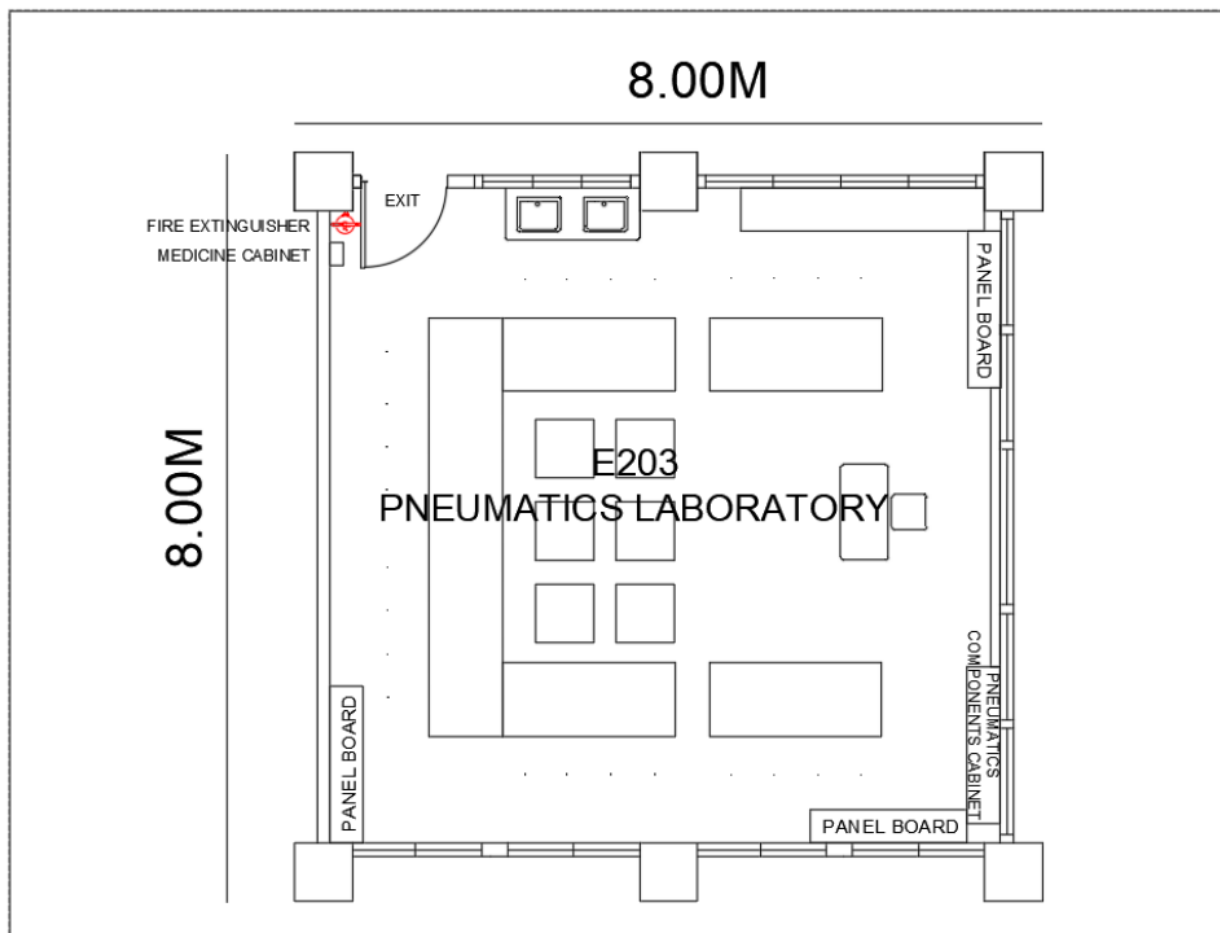 8.00M
EXIT
FIRE EXTINGUISHER
MEDICINE CABINET
PANEL BOARD
8.00M
E203
PNEUMATICS LABORATORY
PNEUMATICS
COMPONENTS CABINET
PANEL BOARD
PANEL BOARD